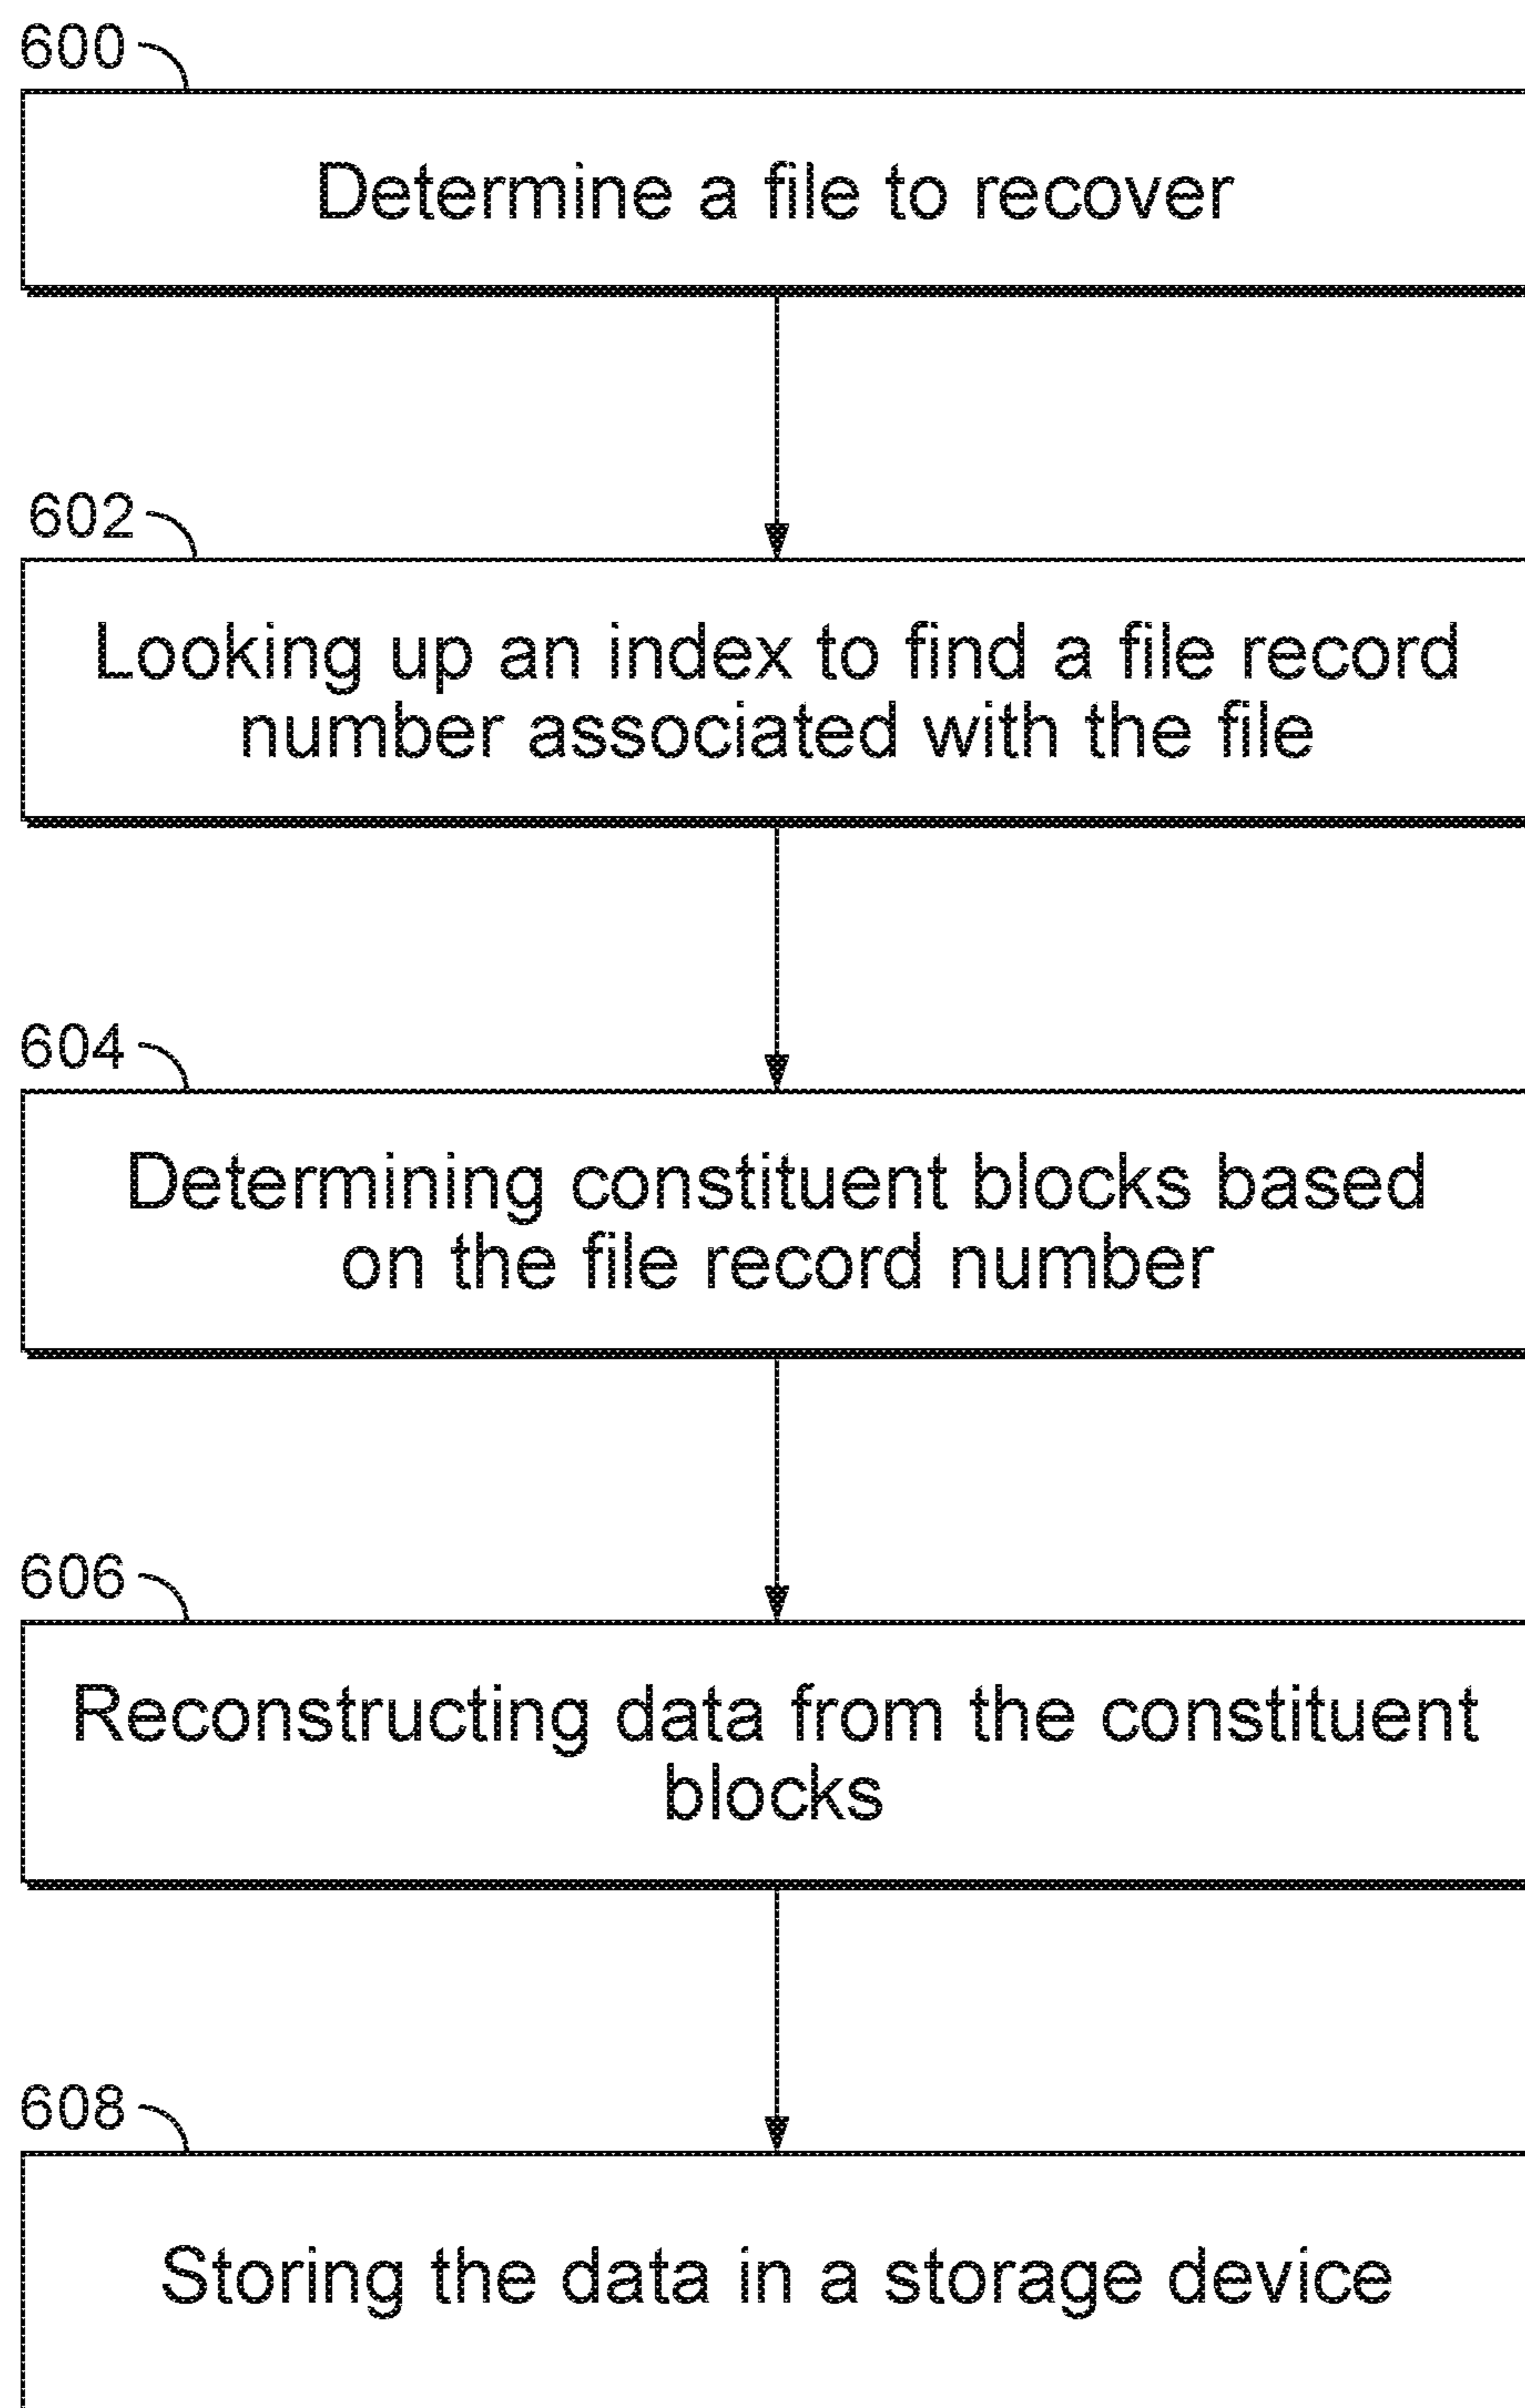 600
Determine a file to recover
602
Looking up an index to find a file record
number associated with the file
604
Determining constituent blocks based
on the file record number
606
Reconstructing data from the constituent
blocks
608
Storing the data in a storage device